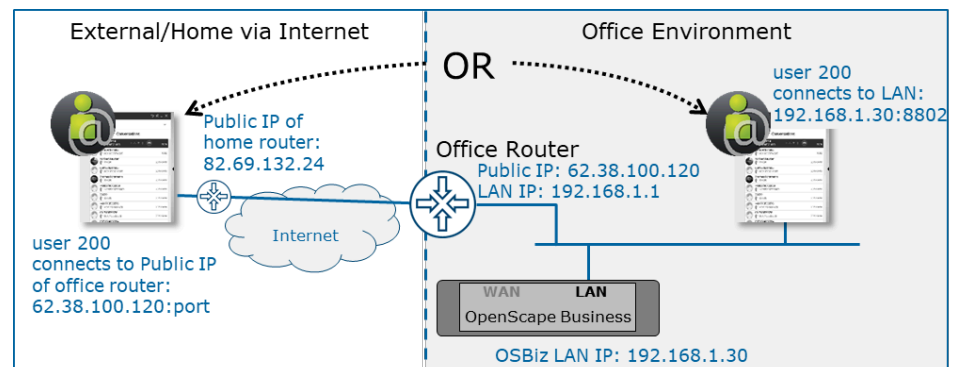 External/Home via Internet
Office Environment
OR
user 200
connects to LAN:
192.168.1.30:8802
Public IP of
home router:
82.69.132.24
Office Router
Public IP: 62.38.100.120
LAN IP: 192.168.1.1
Internet
user 200
connects to Public IP
of office router:
62.38.100.120:port
WAN LAN
OpenScape Business
OSBiz LAN IP: 192.168.1.30